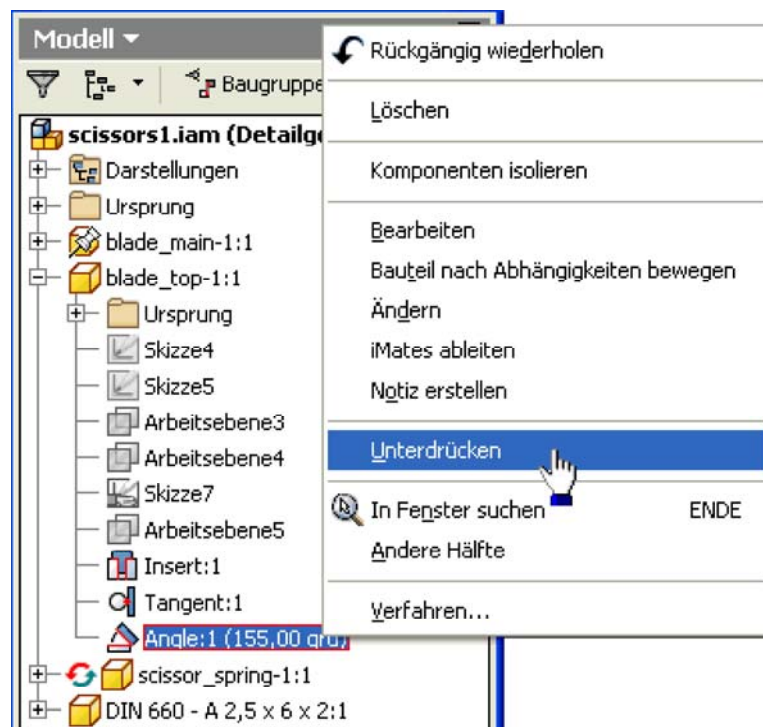 Modell
Baugruppe
scissors1.iam (Detailge
Darstellungen
Ursprung
blade_main-1:1
blade_top-1:1
Ursprung
Skizze4
Skizze5
Arbeitsebene3
Arbeitsebene4
Skizze7
Arbeitsebene5
Insert:1
Tangent:1
Angle:1 (155,00 grd)
scissor_spring-1:1
DIN 660 - A 2,5 x 6 x 2:1
Rückgängig wiederholen
Löschen
Komponenten isolieren
Bearbeiten
Bauteil nach Abhängigkeiten bewegen
Ändern
iMates ableiten
Notiz erstellen
Unterdrücken
In Fenster suchen ENDE
Andere Hälfte
Verfahren...